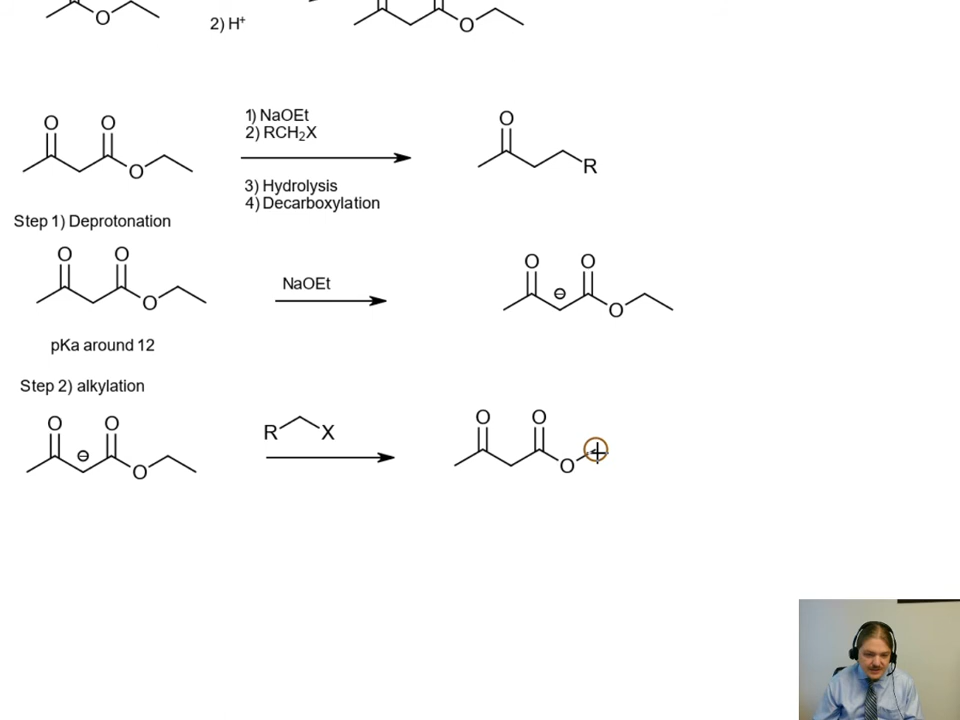 O
2) H+
O
O O
O
1) NaOEt
2) RCH2X
3) Hydrolysis
4) Decarboxylation
O
R
Step 1) Deprotonation
O O
O
NaOEt
O O
⊖
O
pKa around 12
Step 2) alkylation
O O
⊖
O
R X
O O
O